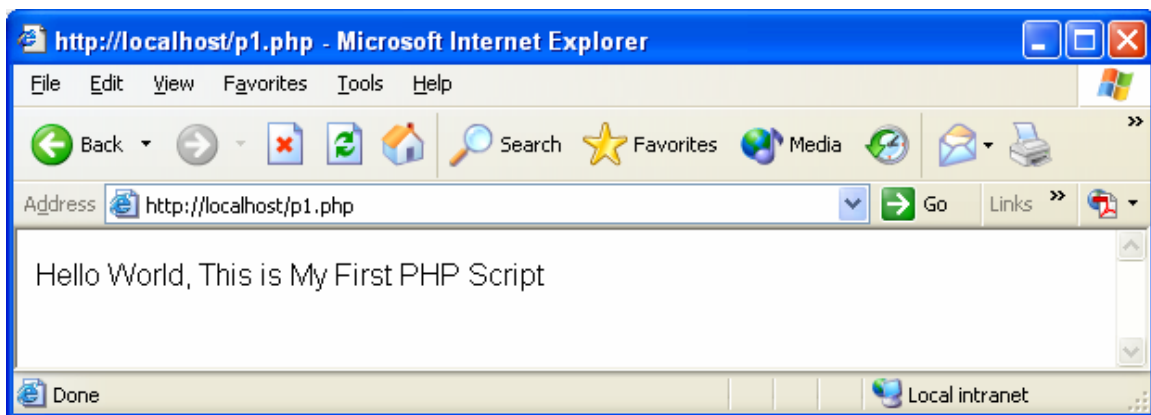 http://localhost/p1.php - Microsoft Internet Explorer
File Edit View Favorites Tools Help
Back Search Favorites Media
Address http://localhost/p1.php Go Links
Hello World, This is My First PHP Script
Done Local intranet